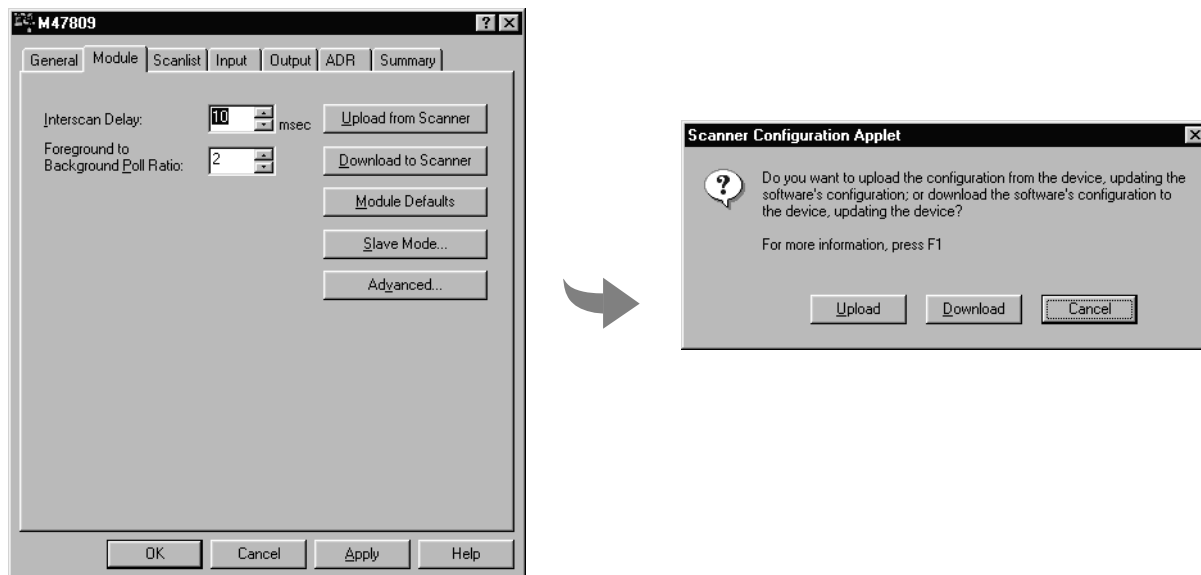 M47809
General Module Scanlist Input Output ADR Summary
Interscan Delay: 10 msec
Upload from Scanner
Foreground to
Background Poll Ratio: 2
Download to Scanner
Module Defaults
Slave Mode...
Advanced...
OK Cancel Apply Help
Scanner Configuration Applet
Do you want to upload the configuration from the device, updating the
software's configuration; or download the software's configuration to
the device, updating the device?
For more information, press F1
Upload Download Cancel